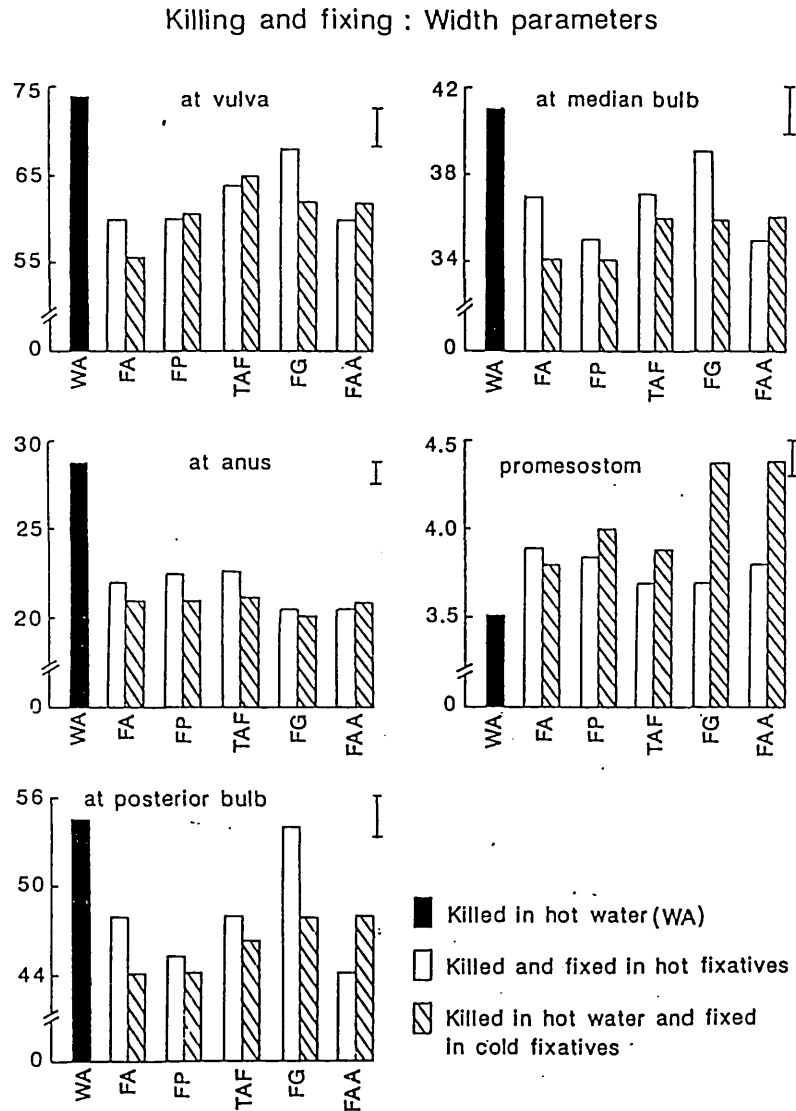 Killing and fixing : Width parameters
at vulva
75
65
55
0
WA FA FP TAF FG FAA
at median bulb
42
38
34
0
WA FA FP TAF FG FAA
at anus
30
25
20
0
WA FA FP TAF FG FAA
promesostom
4.5
4.0
3.5
0
WA FA FP TAF FG FAA
at posterior bulb
56
50
44
0
WA FA FP TAF FG FAA
Killed in hot water (WA)
Killed and fixed in hot fixatives
Killed in hot water and fixed
in cold fixatives